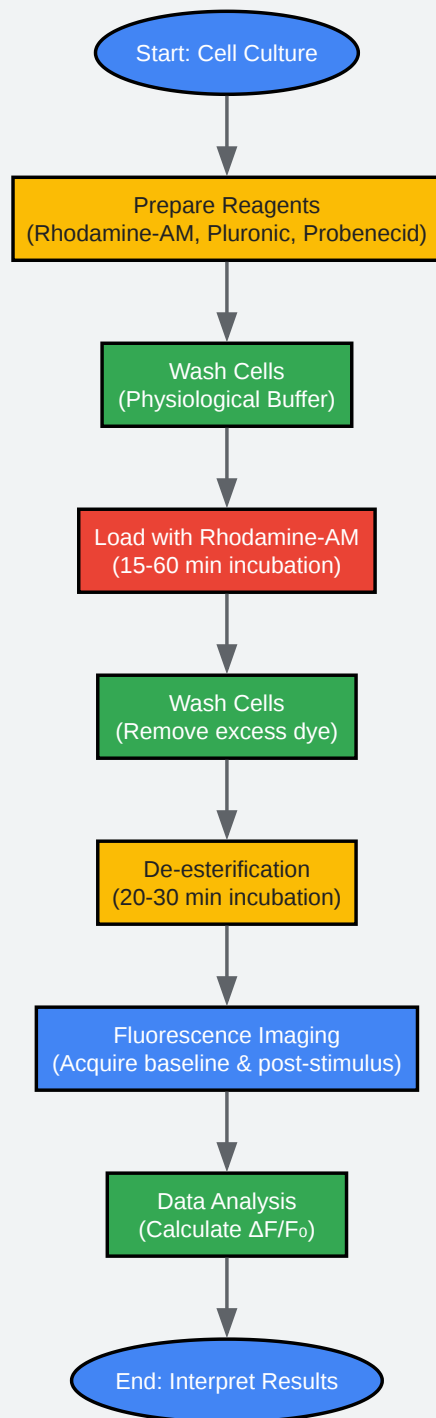 Start: Cell Culture
Prepare Reagents
(Rhodamine-AM, Pluronic, Probenecid)
Wash Cells
(Physiological Buffer)
Load with Rhodamine-AM
(15-60 min incubation)
Wash Cells
(Remove excess dye)
De-esterification
(20-30 min incubation)
Fluorescence Imaging
(Acquire baseline & post-stimulus)
Data Analysis
(Calculate ΔF/F₀)
End: Interpret Results